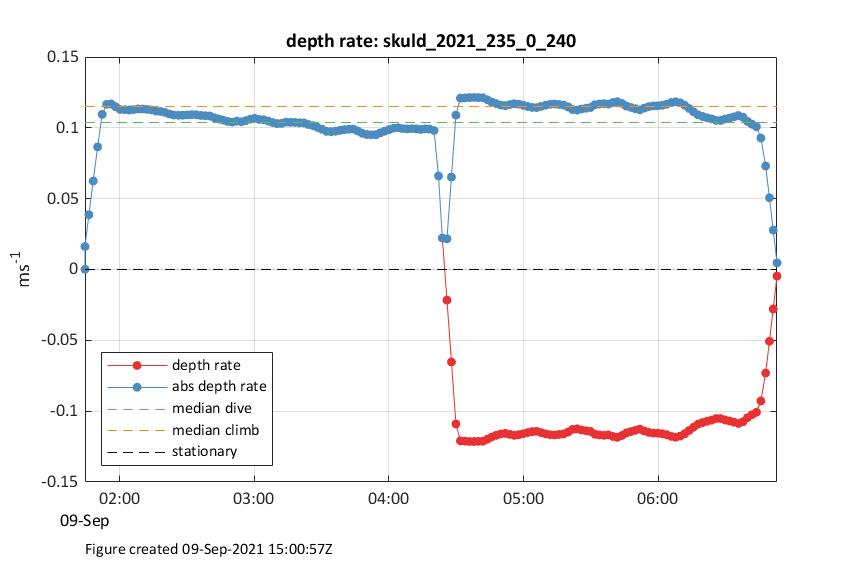 depth rate: skuld_2021_235_0_240
0.15
0.1
0.05
0
-0.05
-0.1
-0.15
ms-1
depth rate
abs depth rate
median dive
median climb
stationary
02:00 03:00 04:00 05:00 06:00
09-Sep
Figure created 09-Sep-2021 15:00:57Z